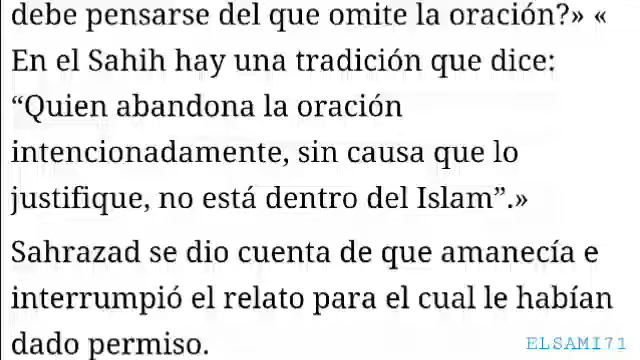 debe pensarse del que omite la oración?» «
En el Sahih hay una tradición que dice:
“Quien abandona la oración
intencionadamente, sin causa que lo
justifique, no está dentro del Islam”.»
Sahrazad se dio cuenta de que amanecía e
interrumpió el relato para el cual le habían
dado permiso.
ELSAMI71